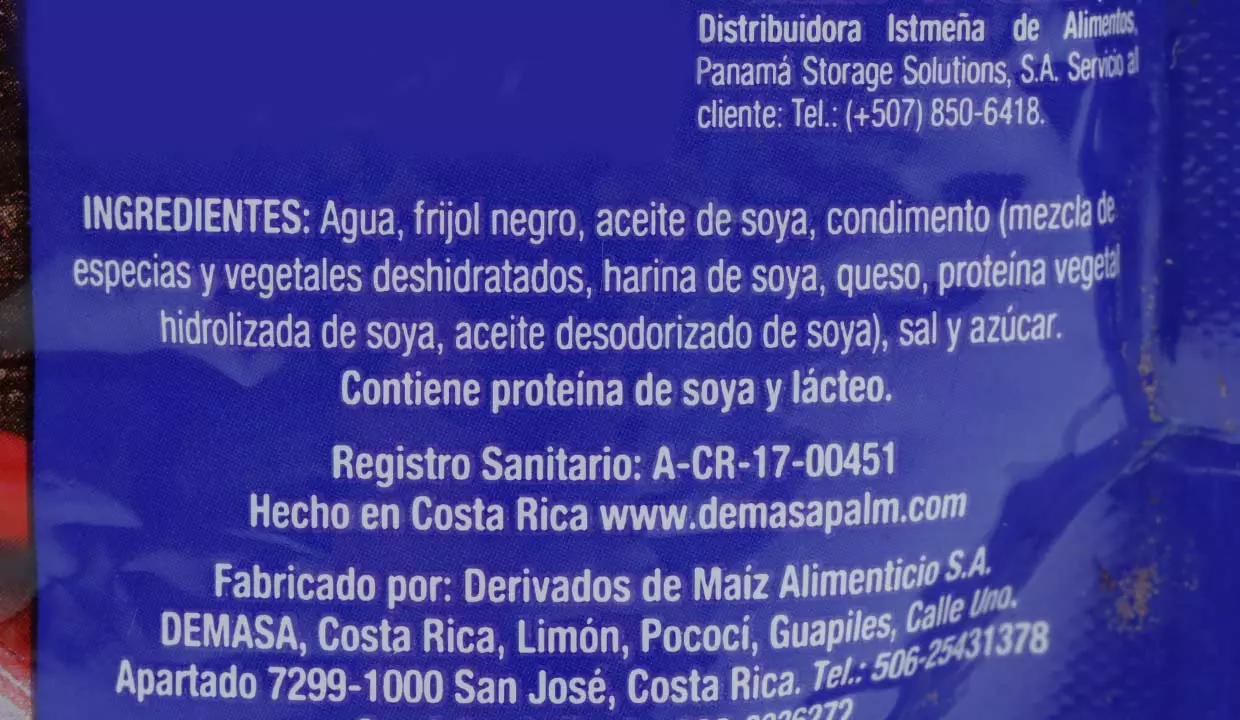 Distribuidora Istmeña de Alimentos,
Panamá Storage Solutions, S.A. Servicio al
cliente: Tel.: (+507) 850-6418.
INGREDIENTES: Agua, frijol negro, aceite de soya, condimento (mezcla de
especias y vegetales deshidratados, harina de soya, queso, proteína vegetal
hidrolizada de soya, aceite desodorizado de soya), sal y azúcar.
Contiene proteína de soya y lácteo.
Registro Sanitario: A-CR-17-00451
Hecho en Costa Rica www.demasapalm.com
Fabricado por: Derivados de Maíz Alimenticio S.A.
DEMASA, Costa Rica, Limón, Pococí, Guapiles, Calle Uno.
Apartado 7299-1000 San José, Costa Rica. Tel.: 506-25431378